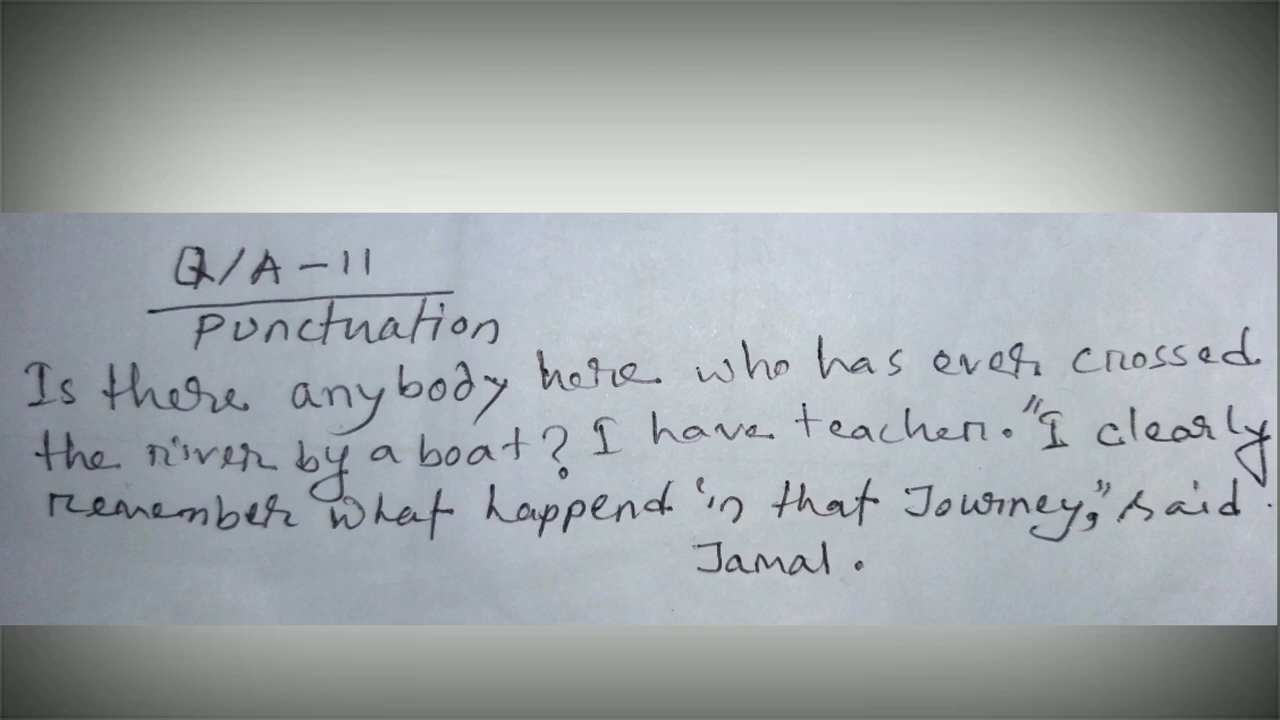 Q/A-11
Punctuation
Is there anybody here who has ever crossed
the river by a boat? I have teacher. "I clearly
remember what happend in that Journey," said
Jamal.